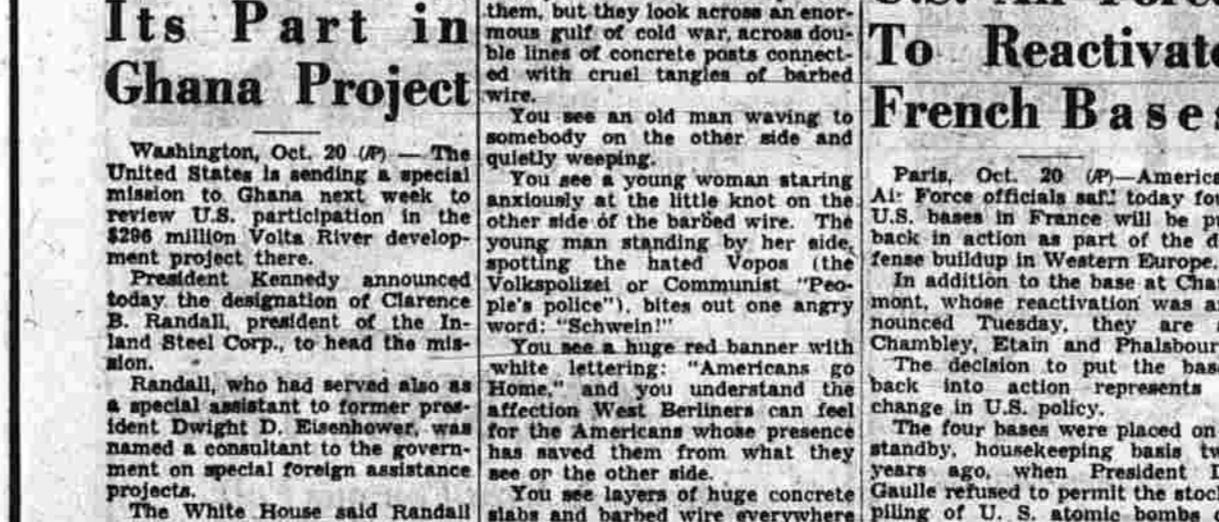 Its Part in
Ghana Project
Washington, Oct. 20 (AP) — The
United States is sending a special
mission to Ghana next week to
review U.S. participation in the
$296 million Volta River develop-
ment project there.
President Kennedy announced
today the designation of Clarence
B. Randall, president of the In-
land Steel Corp., to head the mis-
sion.
Randall, who had served also as
a special assistant to former pres-
ident Dwight D. Eisenhower, was
named a consultant to the govern-
ment on special foreign assistance
projects.
The White House said Randall
them, but they look across an enor-
mous gulf of cold war, across dou-
ble lines of concrete posts connect-
ed with cruel tangles of barbed
wire.
You see an old man waving to
somebody on the other side and
quietly weeping.
You see a young woman staring
anxiously at the little knot on the
other side of the barbed wire. The
young man standing by her side,
spotting the hated Vopos (the
Volkspolizei or Communist "Peo-
ple's police"), bites out one angry
word: "Schwein!"
You see a huge red banner with
white lettering: "Americans go
Home," and you understand the
affection West Berliners can feel
for the Americans whose presence
has saved them from what they
see on the other side.
You see layers of huge concrete
slabs and barbed wire everywhere
U.S. Air Force
To Reactivate
French Bases
Paris, Oct. 20 (AP)—America
Air Force officials said today fou
U.S. bases in France will be pu
back in action as part of the d
fense buildup in Western Europe.
In addition to the base at Cha
mont, whose reactivation was a
nounced Tuesday, they are
Chambley, Etain and Phalsbour
The decision to put the bas
back into action represents
change in U.S. policy.
The four bases were placed on
standby, housekeeping basis tw
years ago, when President D
Gaulle refused to permit the stock
piling of U. S. atomic bombs